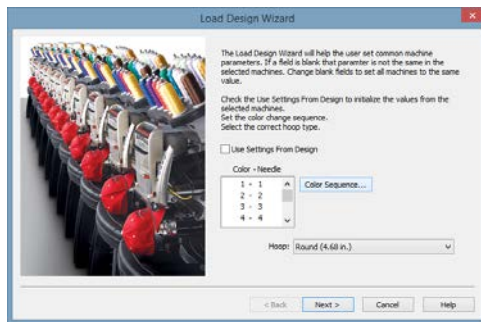 Load Design Wizard
The Load Design Wizard will help the user set common machine
parameters. If a field is blank that paramter is not the same in the
selected machines. Change blank fields to set all machines to the same
value.
Check the Use Settings From Design to initialize the values from the
selected machines.
Set the color change sequence.
Select the correct hoop type.
Use Settings From Design
Color - Needle
1 - 1
2 - 2
3 - 3
4 - 4
Color Sequence...
Hoop: Round (4.68 in.)
< Back
Next >
Cancel
Help